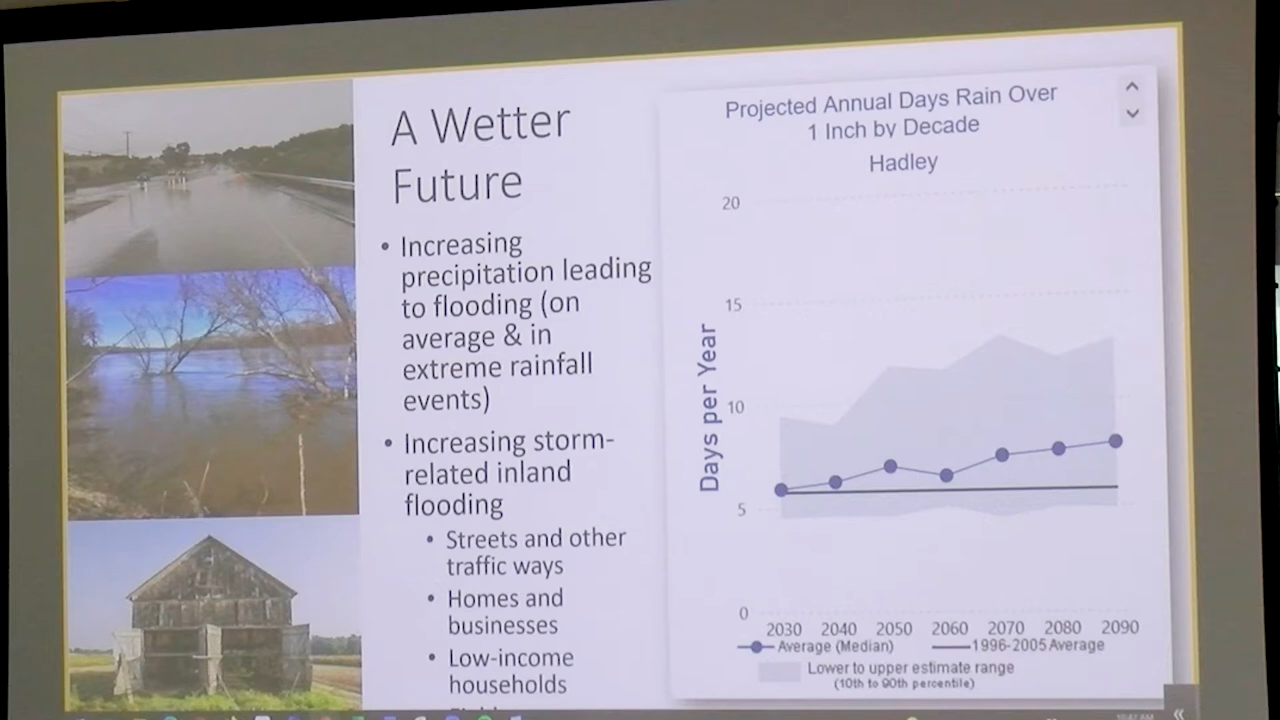 A Wetter
Future
• Increasing
precipitation leading
to flooding (on
average & in
extreme rainfall
events)
• Increasing storm-
related inland
flooding
• Streets and other
traffic ways
• Homes and
businesses
• Low-income
households
Projected Annual Days Rain Over
1 Inch by Decade
Hadley
Days per Year
20
15
10
5
0
2030 2040 2050 2060 2070 2080 2090
Average (Median) 1996-2005 Average
Lower to upper estimate range
(10th to 90th percentile)